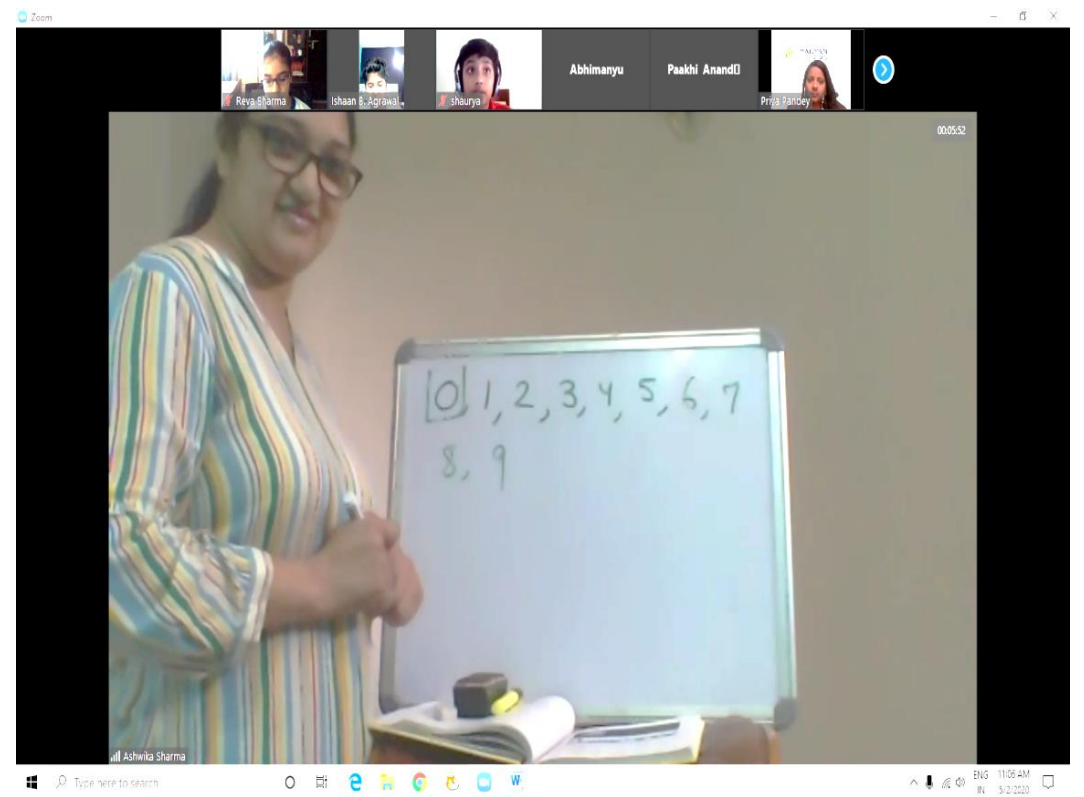 Zoom
Reva Sharma
Ishaan B. Agrawal
shaurya
Abhimanyu
Paakhi Anand
Priya Pandey
00:05:52
0, 1, 2, 3, 4, 5, 6, 7
8, 9
Ashwika Sharma
Type here to search
ENG
IN
11:06 AM
5/2/2020